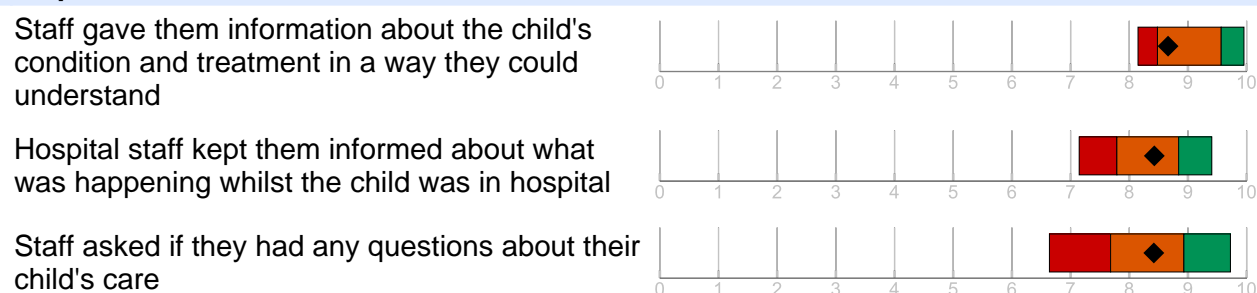 Staff gave them information about the child's
condition and treatment in a way they could
understand
0 1 2 3 4 5 6 7 8 9 10
Hospital staff kept them informed about what
was happening whilst the child was in hospital
0 1 2 3 4 5 6 7 8 9 10
Staff asked if they had any questions about their
child's care
0 1 2 3 4 5 6 7 8 9 10